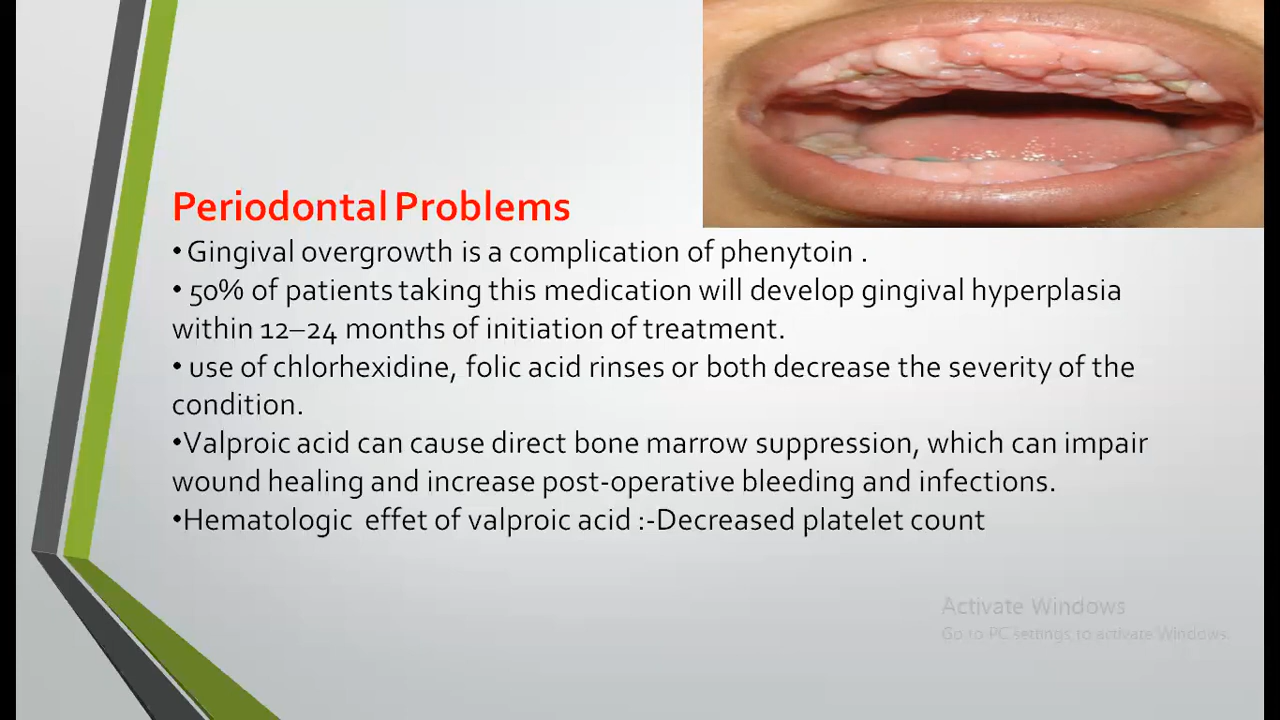 Periodontal Problems
• Gingival overgrowth is a complication of phenytoin .
• 50% of patients taking this medication will develop gingival hyperplasia
within 12–24 months of initiation of treatment.
• use of chlorhexidine, folic acid rinses or both decrease the severity of the
condition.
•Valproic acid can cause direct bone marrow suppression, which can impair
wound healing and increase post-operative bleeding and infections.
•Hematologic effet of valproic acid :-Decreased platelet count
Activate Windows
Go to PC settings to activate Windows.